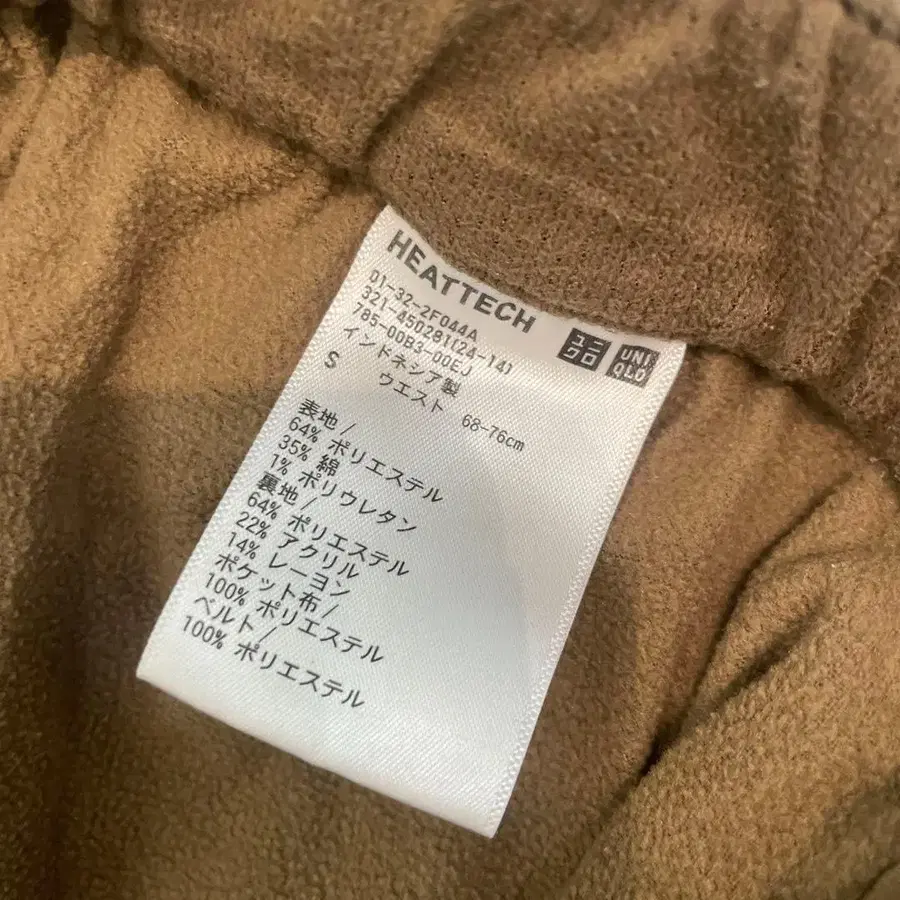 HEATTECH
01-32-2F044A
321-450281(24-14)
785-00B3-00EJ
インドネシア製
S
ウエスト 68-76cm
ユニ
クロ
UNI
QLO
表地/
64% ポリエステル
35% 綿
1% ポリウレタン
裏地/
64% ポリエステル
22% アクリル
14% レーヨン
ポケット布/
100% ポリエステル
ベルト/
100% ポリエステル